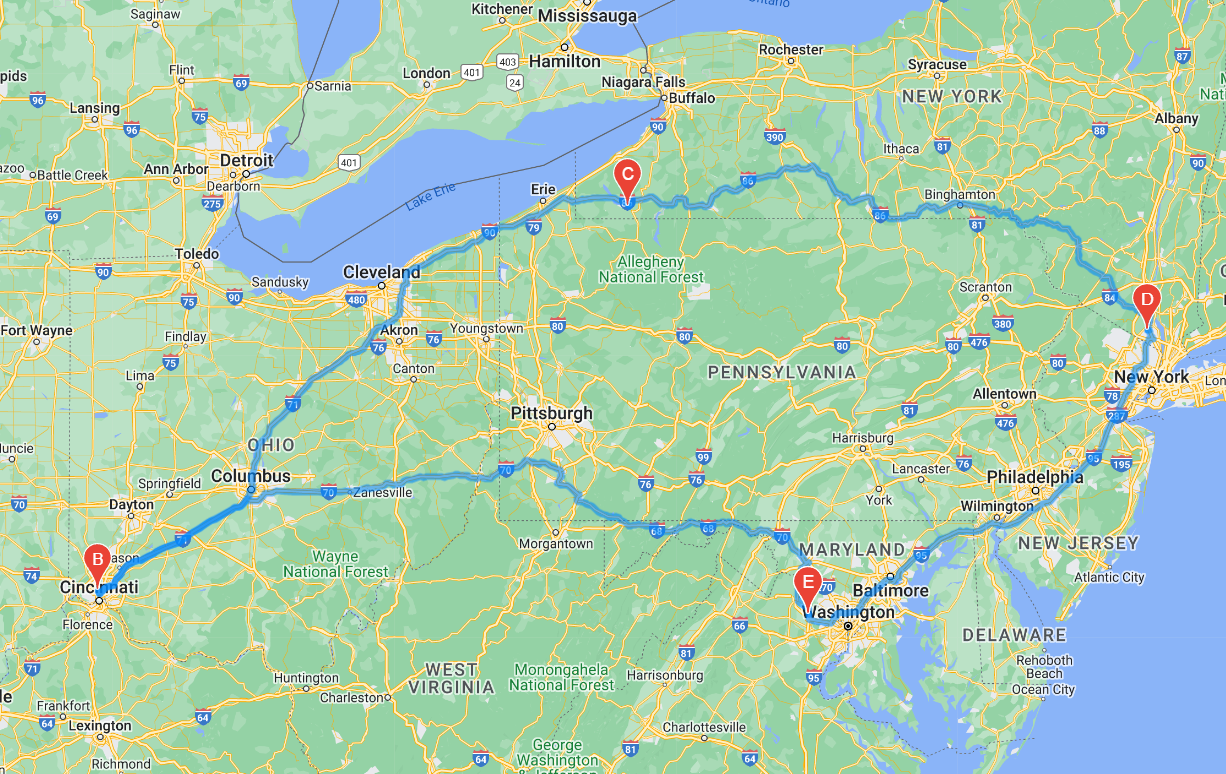 Saginaw
Kitchener
Mississauga
Ontario
Hamilton
Rochester
Flint
69
London
401
403
24
Niagara Falls
Syracuse
87
pids
96
Lansing
75
Sarnia
Buffalo
NEW YORK
96
90
390
88
Albany
Detroit
401
Ithaca
81
90
azoo
Battle Creek
Ann Arbor
Dearborn
275
C
86
Erie
Lake Erie
Binghamton
69
86
81
90
79
Toledo
Allegheny
National Forest
90
Cleveland
Sandusky
75
90
480
Scranton
84
D
Fort Wayne
Findlay
Akron
76
76
Youngstown
80
80
80
80
476
380
75
80
Lima
Canton
PENNSYLVANIA
New York
Lon
71
Allentown
78
Pittsburgh
81
476
287
OHIO
Harrisburg
uncie
99
Columbus
70
76
76
Lancaster
76
95
195
Springfield
70
Zanesville
Philadelphia
70
Dayton
York
Wilmington
71
Morgantown
68
68
70
MARYLAND
NEW JERSEY
B
ason
Wayne
National Forest
95
74
Cincinnati
E
70
Baltimore
Atlantic City
Florence
Washington
66
DELAWARE
71
WEST
VIRGINIA
Monongahela
National Forest
81
Rehoboth
Beach
Huntington
Charleston
Harrisonburg
95
Ocean City
le
Frankfort
64
64
Lexington
Charlottesville
Richmond
64
George
Washington
& Jefferson
81
64